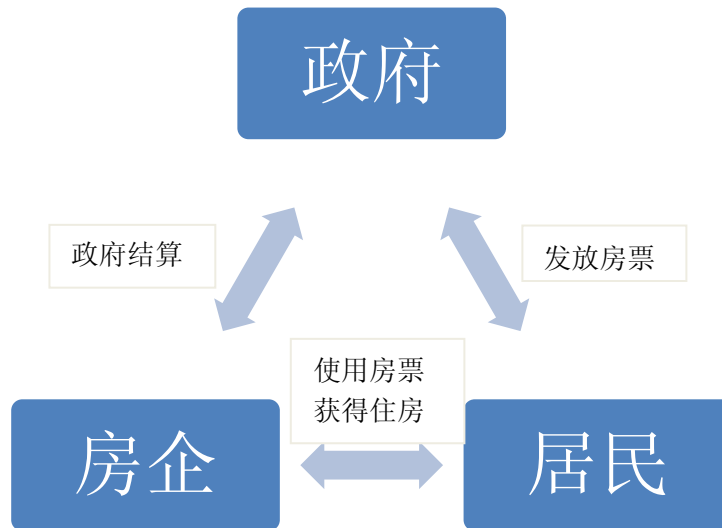 政府
政府结算
发放房票
使用房票
获得住房
房企
居民